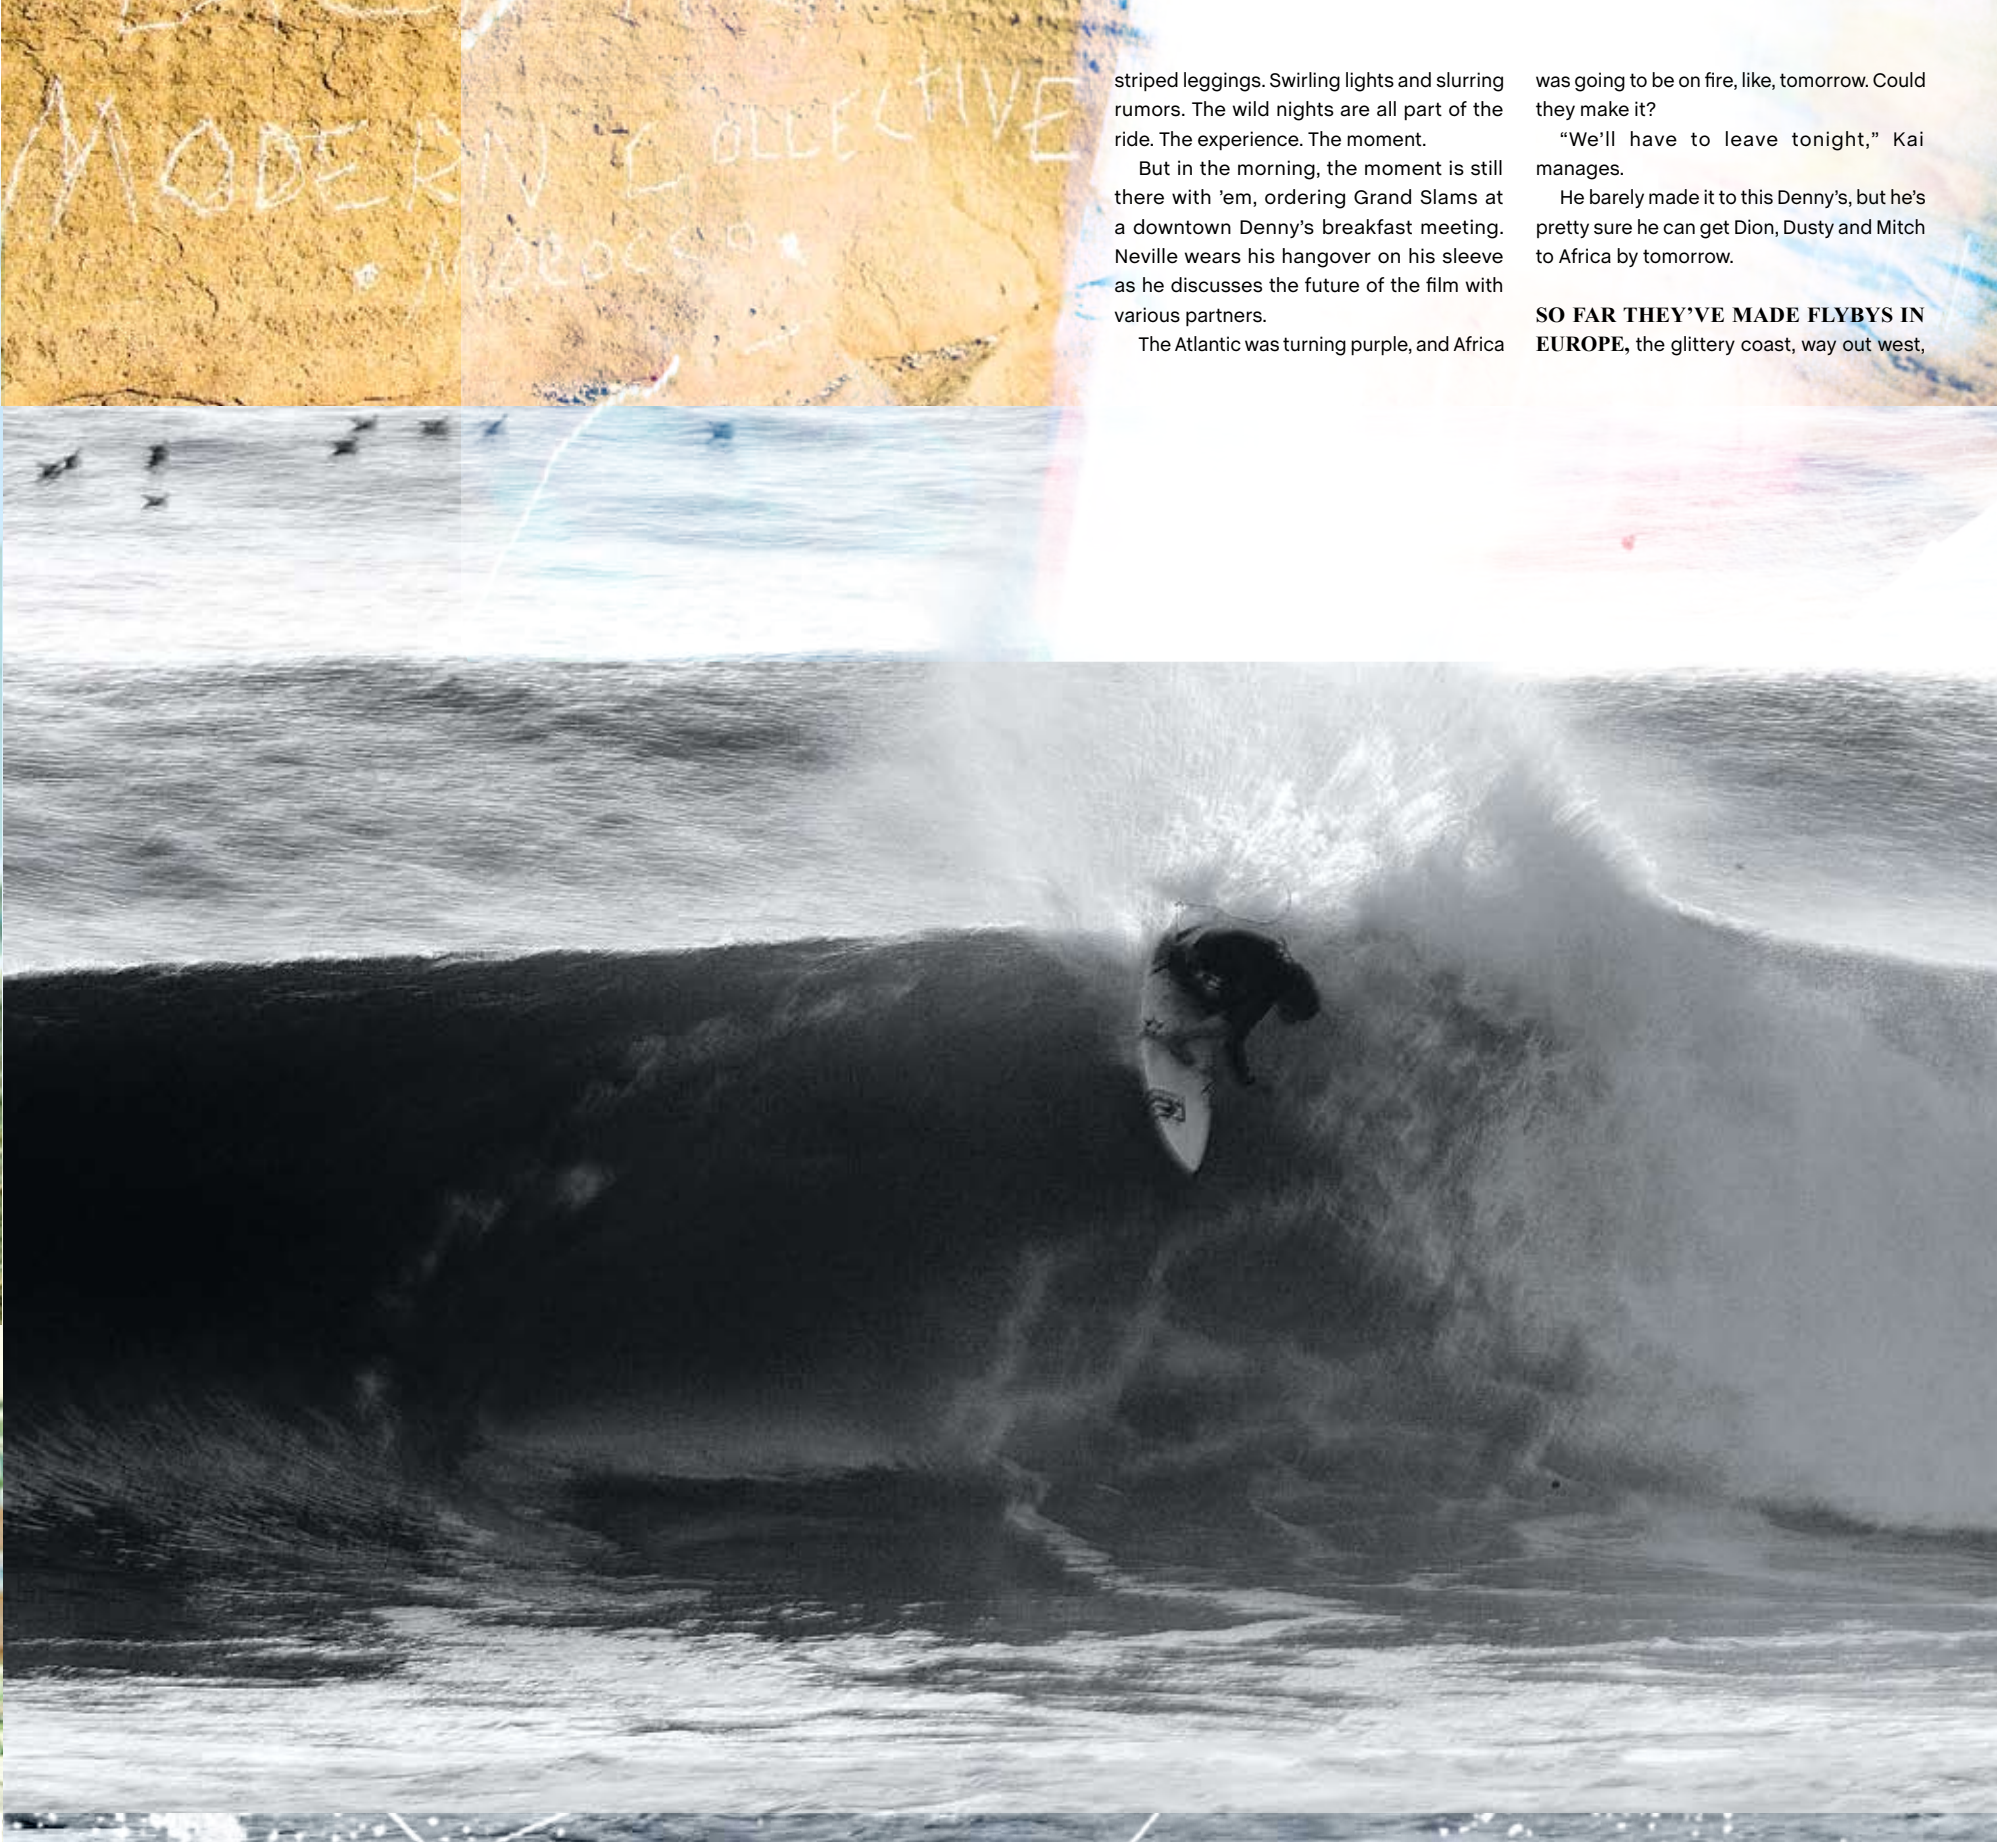 MODERN COLLECTIVE
MOROCCO.
striped leggings. Swirling lights and slurring
rumors. The wild nights are all part of the
ride. The experience. The moment.
But in the morning, the moment is still
there with ’em, ordering Grand Slams at
a downtown Denny’s breakfast meeting.
Neville wears his hangover on his sleeve
as he discusses the future of the film with
various partners.
The Atlantic was turning purple, and Africa
was going to be on fire, like, tomorrow. Could
they make it?
“We’ll have to leave tonight,” Kai
manages.
He barely made it to this Denny’s, but he’s
pretty sure he can get Dion, Dusty and Mitch
to Africa by tomorrow.
SO FAR THEY’VE MADE FLYBYS IN
EUROPE, the glittery coast, way out west,